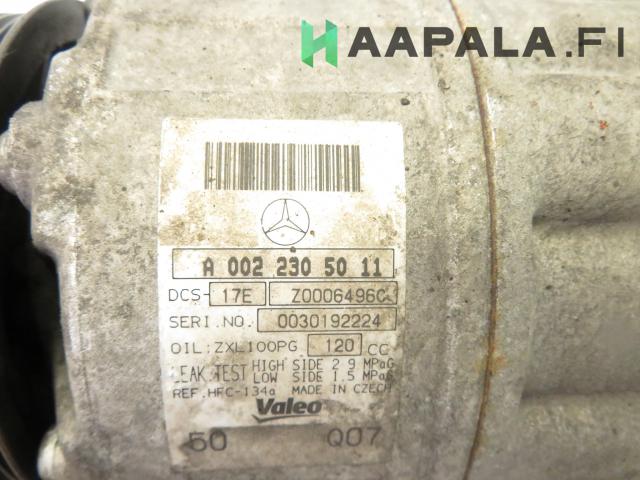 HAAPALA.FI
A 002 230 50 11
DCS- 17E Z0006496C
SERI.NO. 0030192224
OIL:ZXL100PG 120 CC
LEAK TEST HIGH SIDE 2.9 MPaG
LOW SIDE 1.5 MPaG
REF.HFC-134a MADE IN CZECH
Valeo
50 Q07